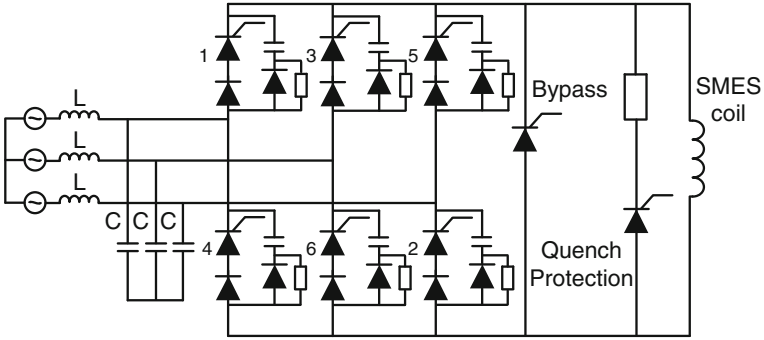 1
3
5
L
L
L
Bypass
SMES
coil
C C C
4
6
2
Quench
Protection